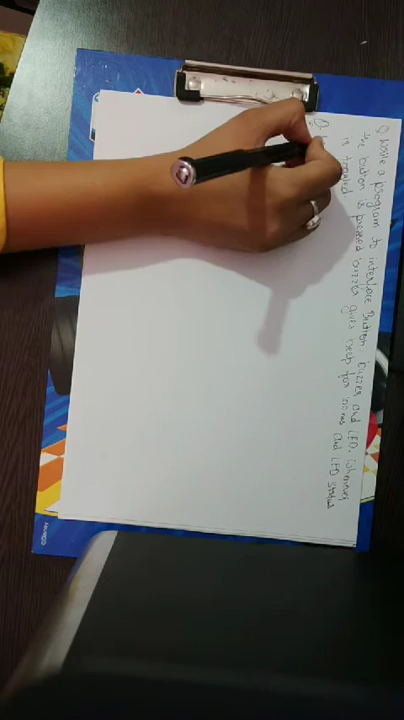 Q Write a program to interface Button, buzzer and LED. Whenever
the button is pressed buzzer gives beep for 100ms and LED status
is toggled.
Q